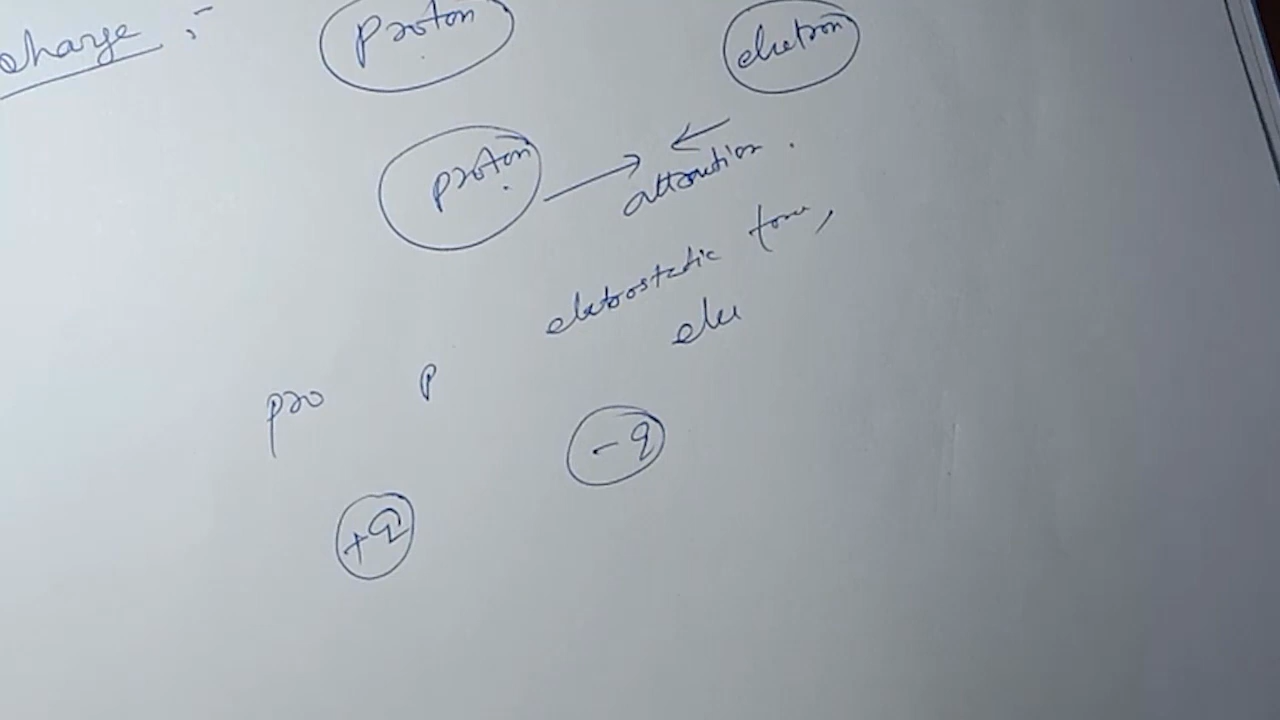 charge :-
proton
electron
proton
attraction .
electrostatic force,
ele
pro P
-q
+q